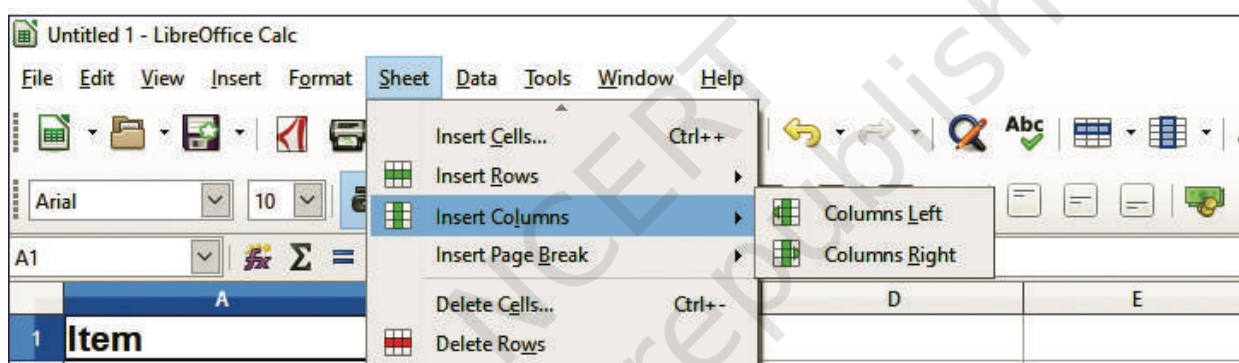 Untitled 1 - LibreOffice Calc
File Edit View Insert Format Sheet Data Tools Window Help
Insert Cells... Ctrl++
Abc
Insert Rows
Arial 10
Insert Columns
Columns Left
Columns Right
A1
Insert Page Break
A D E
Delete Cells... Ctrl+-
1 Item
Delete Rows
NCERT
republish